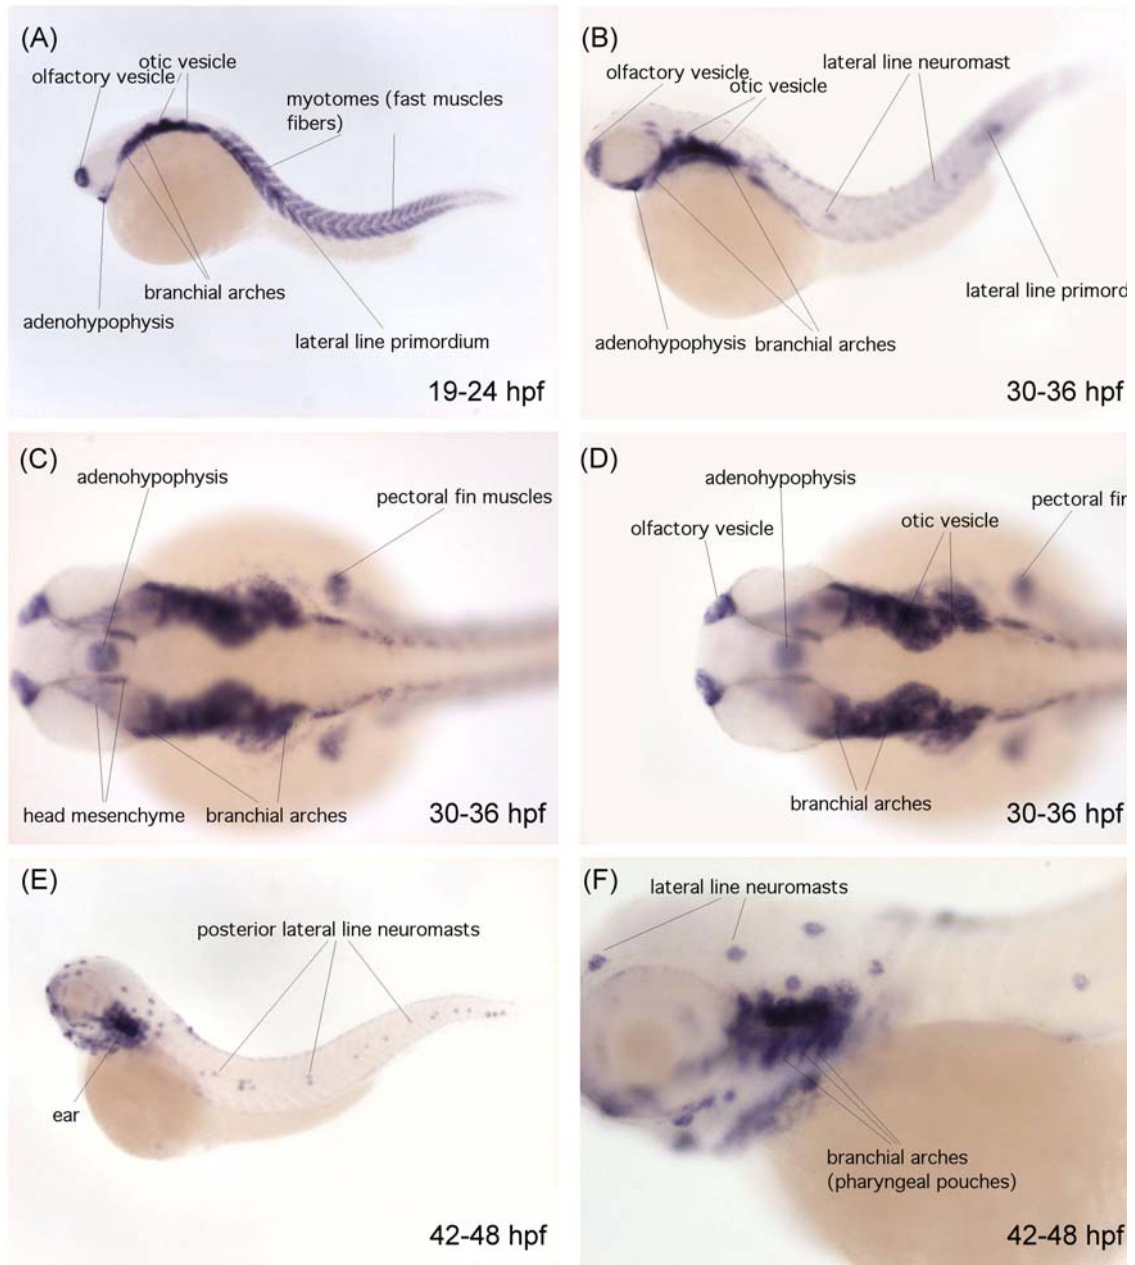 (A)
otic vesicle
olfactory vesicle
myotomes (fast muscles
fibers)
branchial arches
adenohypophysis
lateral line primordium
19-24 hpf
(B)
lateral line neuromast
olfactory vesicle
otic vesicle
lateral line primord
adenohypophysis
branchial arches
30-36 hpf
(C)
adenohypophysis
pectoral fin muscles
head mesenchyme
branchial arches
30-36 hpf
(D)
adenohypophysis
pectoral fin
olfactory vesicle
otic vesicle
branchial arches
30-36 hpf
(E)
posterior lateral line neuromasts
ear
42-48 hpf
(F)
lateral line neuromasts
branchial arches
(pharyngeal pouches)
42-48 hpf